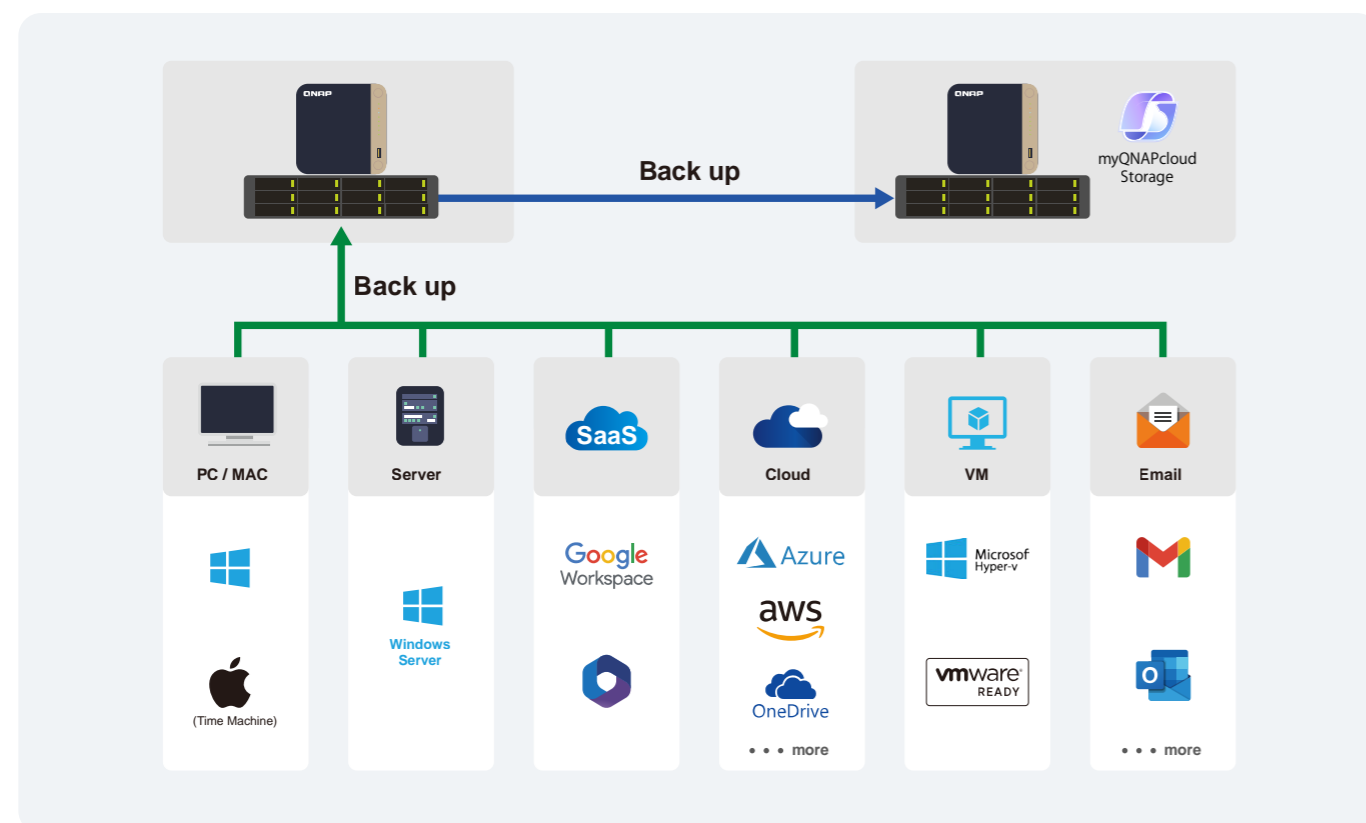 QNAP
QNAP
myQNAPcloud
Storage
Back up
Back up
PC / MAC
Server
SaaS
Cloud
VM
Email
(Time Machine)
Windows
Server
Google
Workspace
Azure
aws
OneDrive
• • • more
Microsof
Hyper-v
vmware
READY
O
• • • more